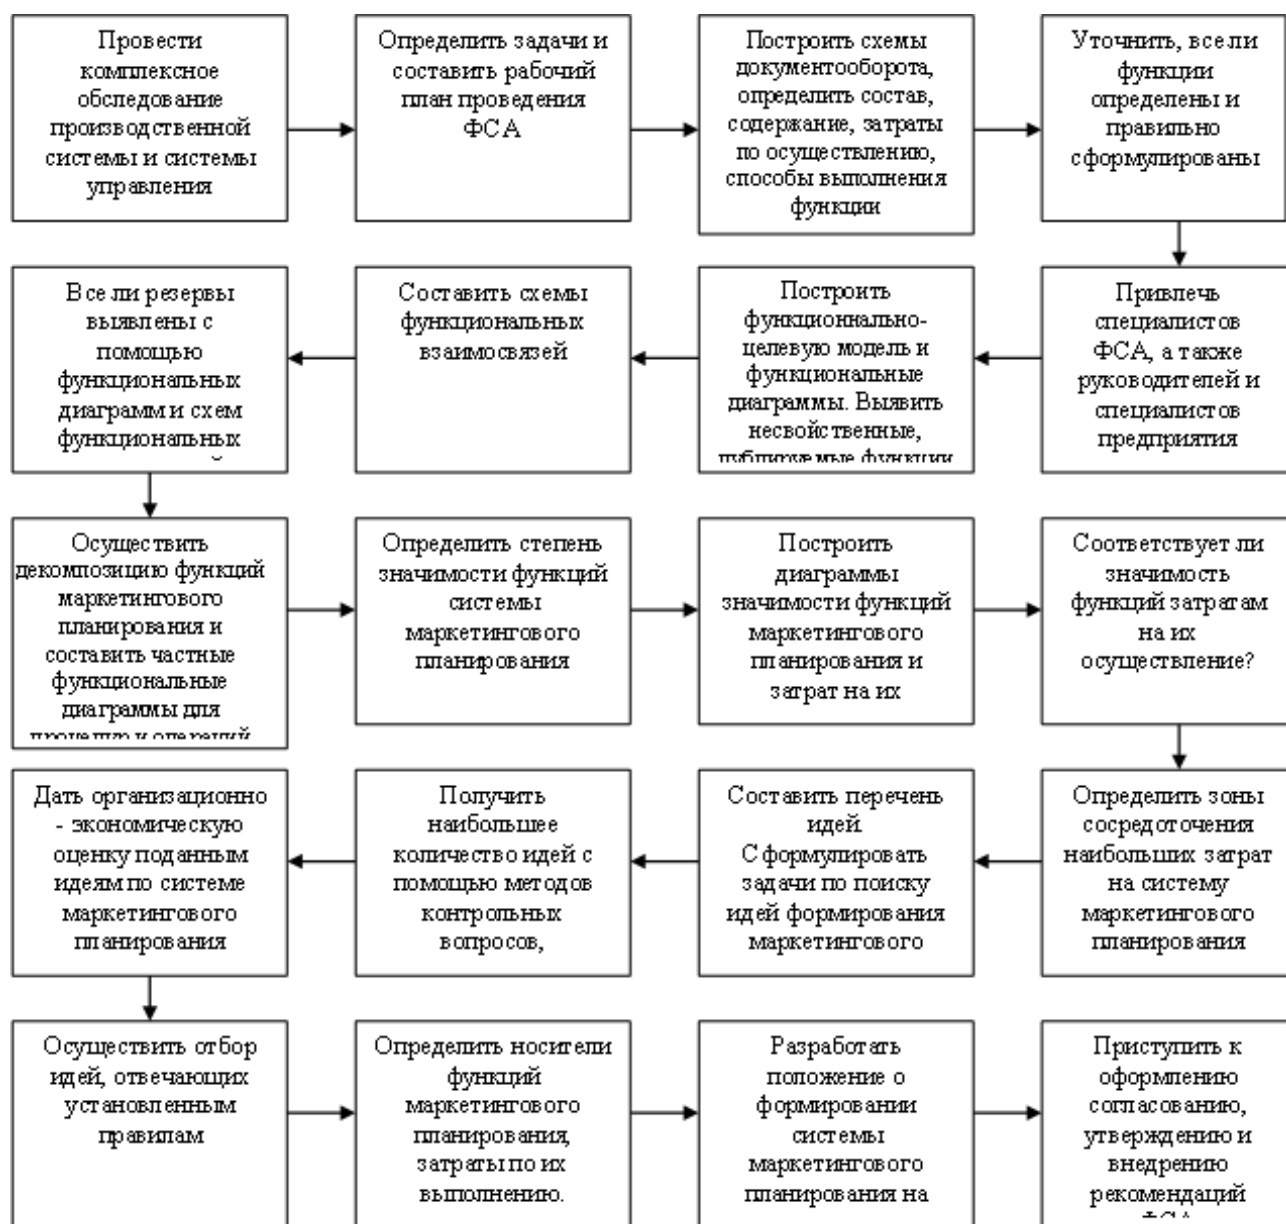 Провести
комплексное
обследование
производственной
системы и системы
управления
Определить задачи и
составить рабочий
план проведения
ФСА
Построить схемы
документооборота,
определить состав,
содержание, затраты
по осуществлению,
способы выполнения
функции
Уточнить, все ли
функции
определены и
правильно
сформулированы
Привлечь
специалистов
ФСА, а также
руководителей и
специалистов
предприятия
Построить
функционнально-
целевую модель и
функциональные
диаграммы. Выявить
несвойственные,
дублируемые функции
Составить схемы
функциональных
взаимосвязей
Все ли резервы
выявлены с
помощью
функциональных
диаграмм и схем
функциональных
Осуществить
декомпозицию функций
маркетингового
планирования и
составить частные
функциональные
диаграммы для
процедур и операций
Определить степень
значимости функций
системы
маркетингового
планирования
Построить
диаграммы
значимости функций
маркетингового
планирования и
затрат на их
Соответствует ли
значимость
функций затратам
на их
осуществление?
Определить зоны
сосредоточения
наибольших затрат
на систему
маркетингового
планирования
Составить перечень
идей.
Сформулировать
задачи по поиску
идей формирования
маркетингового
Получить
наибольшее
количество идей с
помощью методов
контрольных
вопросов,
Дать организационно
- экономическую
оценку поданным
идеям по системе
маркетингового
планирования
Осуществить отбор
идей, отвечающих
установленным
правилам
Определить носители
функций
маркетингового
планирования,
затраты по их
выполнению.
Разработать
положение о
формировании
системы
маркетингового
планирования на
Приступить к
оформлению
согласованию,
утверждению и
внедрению
рекомендаций
ФСА